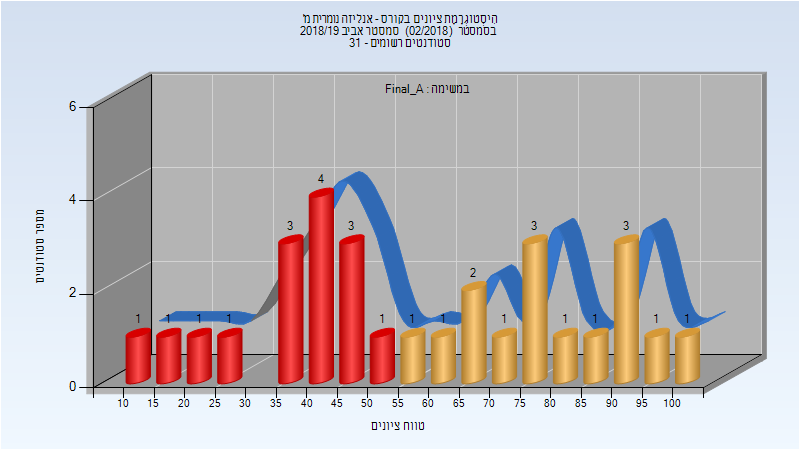 היסטוגרמת ציונים בקורס - אנליזה נומרית מ'
בסמסטר (02/2018) סמסטר אביב 2018/19
סטודנטים רשומים - 31
במשימה : Final_A
מספר סטודנטים
6
4
2
0
1 1 1 1 3 4 3 1 1 1 2 1 3 1 1 3 1 1
10 15 20 25 30 35 40 45 50 55 60 65 70 75 80 85 90 95 100
טווח ציונים